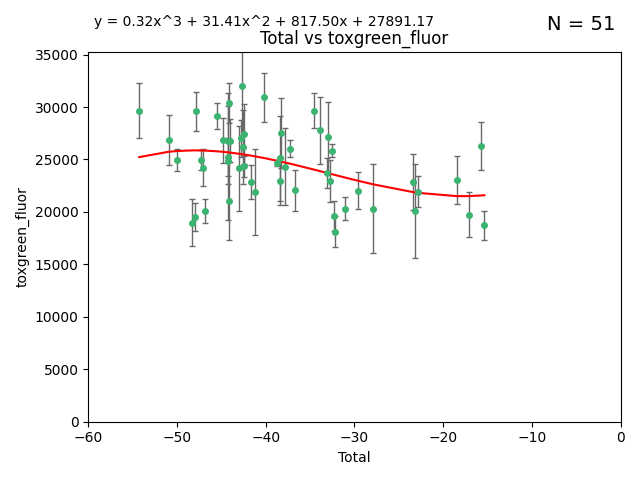 y = 0.32x^3 + 31.41x^2 + 817.50x + 27891.17
N = 51
Total vs toxgreen_fluor
35000
30000
25000
20000
15000
10000
5000
0
toxgreen_fluor
−60 −50 −40 −30 −20 −10 0
Total